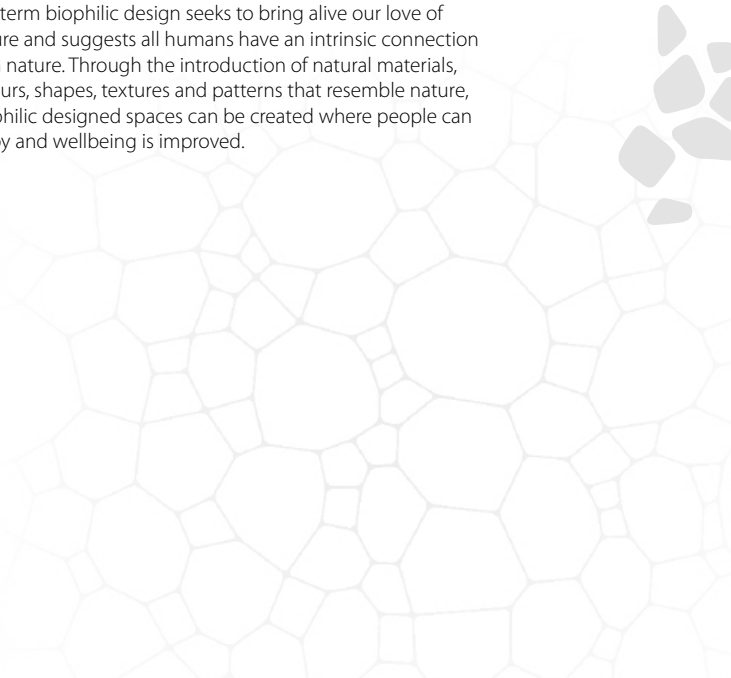 term biophilic design seeks to bring alive our love of
ure and suggests all humans have an intrinsic connection
nature. Through the introduction of natural materials,
urs, shapes, textures and patterns that resemble nature,
philic designed spaces can be created where people can
y and wellbeing is improved.